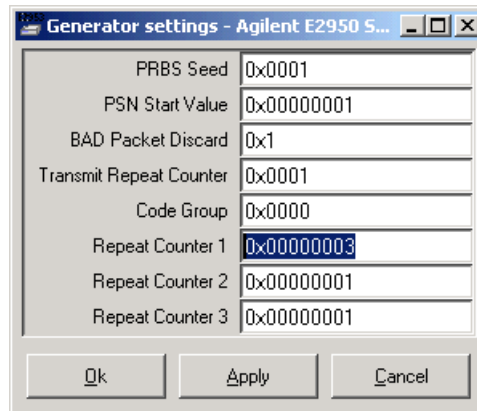 Generator settings - Agilent E2950 S...
PRBS Seed 0x0001
PSN Start Value 0x00000001
BAD Packet Discard 0x1
Transmit Repeat Counter 0x0001
Code Group 0x0000
Repeat Counter 1 0x00000003
Repeat Counter 2 0x00000001
Repeat Counter 3 0x00000001
Ok Apply Cancel